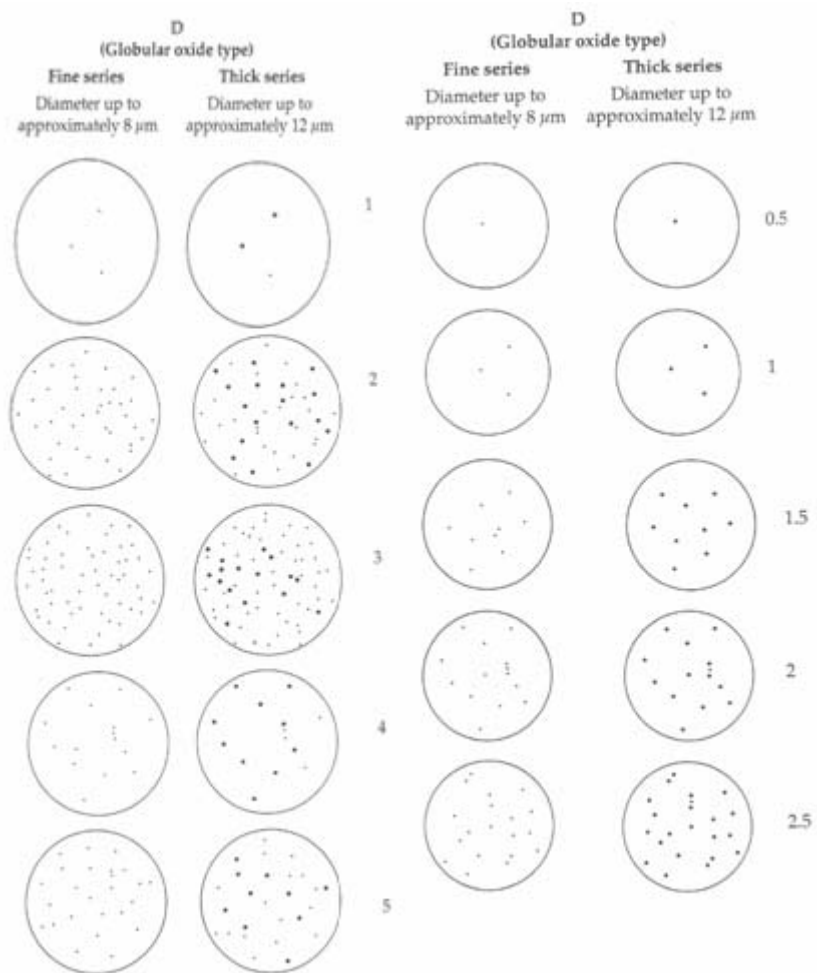 D
(Globular oxide type)
Fine series
Thick series
Diameter up to
approximately 8 μm
Diameter up to
approximately 12 μm
1
2
3
4
5
D
(Globular oxide type)
Fine series
Thick series
Diameter up to
approximately 8 μm
Diameter up to
approximately 12 μm
0.5
1
1.5
2
2.5